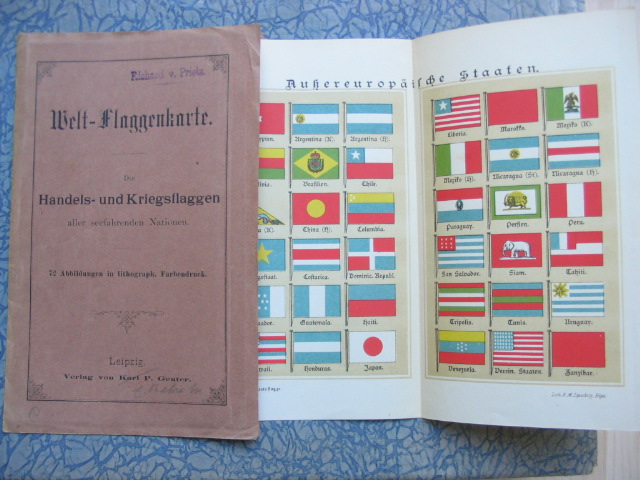 Richard v. Prieta.
Welt-Flaggenkarte.
Die
Handels- und Kriegsflaggen
aller seefahrenden Nationen.
72 Abbildungen in lithograph. Farbendruck.
Leipzig.
Verlag von Karl P. Geuter.
Außereuropäische Staaten.
Argentina (K). Argentina (H).
Brasilien. Chile.
China (H). Columbia.
Costarica. Dominic. Republ.
Guatemala. Haiti.
Honduras. Japan.
Liberia. Marokko. Mexiko (K).
Mexiko (H). Nicaragua (St). Nicaragua (H).
Paraguay. Persien. Peru.
San Salvador. Siam. Tahiti.
Tripolis. Tunis. Uruguay.
Venezuela. Verein. Staaten. Zanzibar.